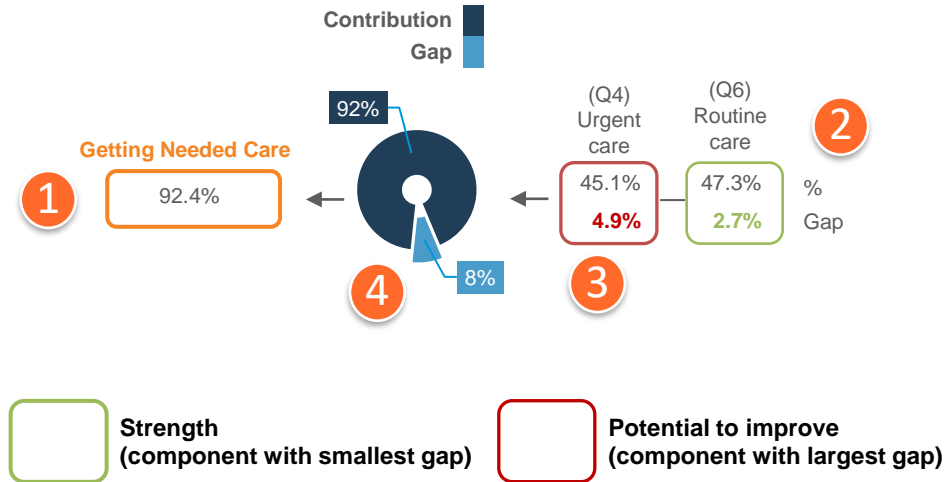 Contribution
Gap
92%
(Q4)
Urgent
care
(Q6)
Routine
care
2
Getting Needed Care
1
92.4%
45.1%
47.3%
%
4.9%
2.7%
Gap
4
8%
3
Strength
(component with smallest gap)
Potential to improve
(component with largest gap)